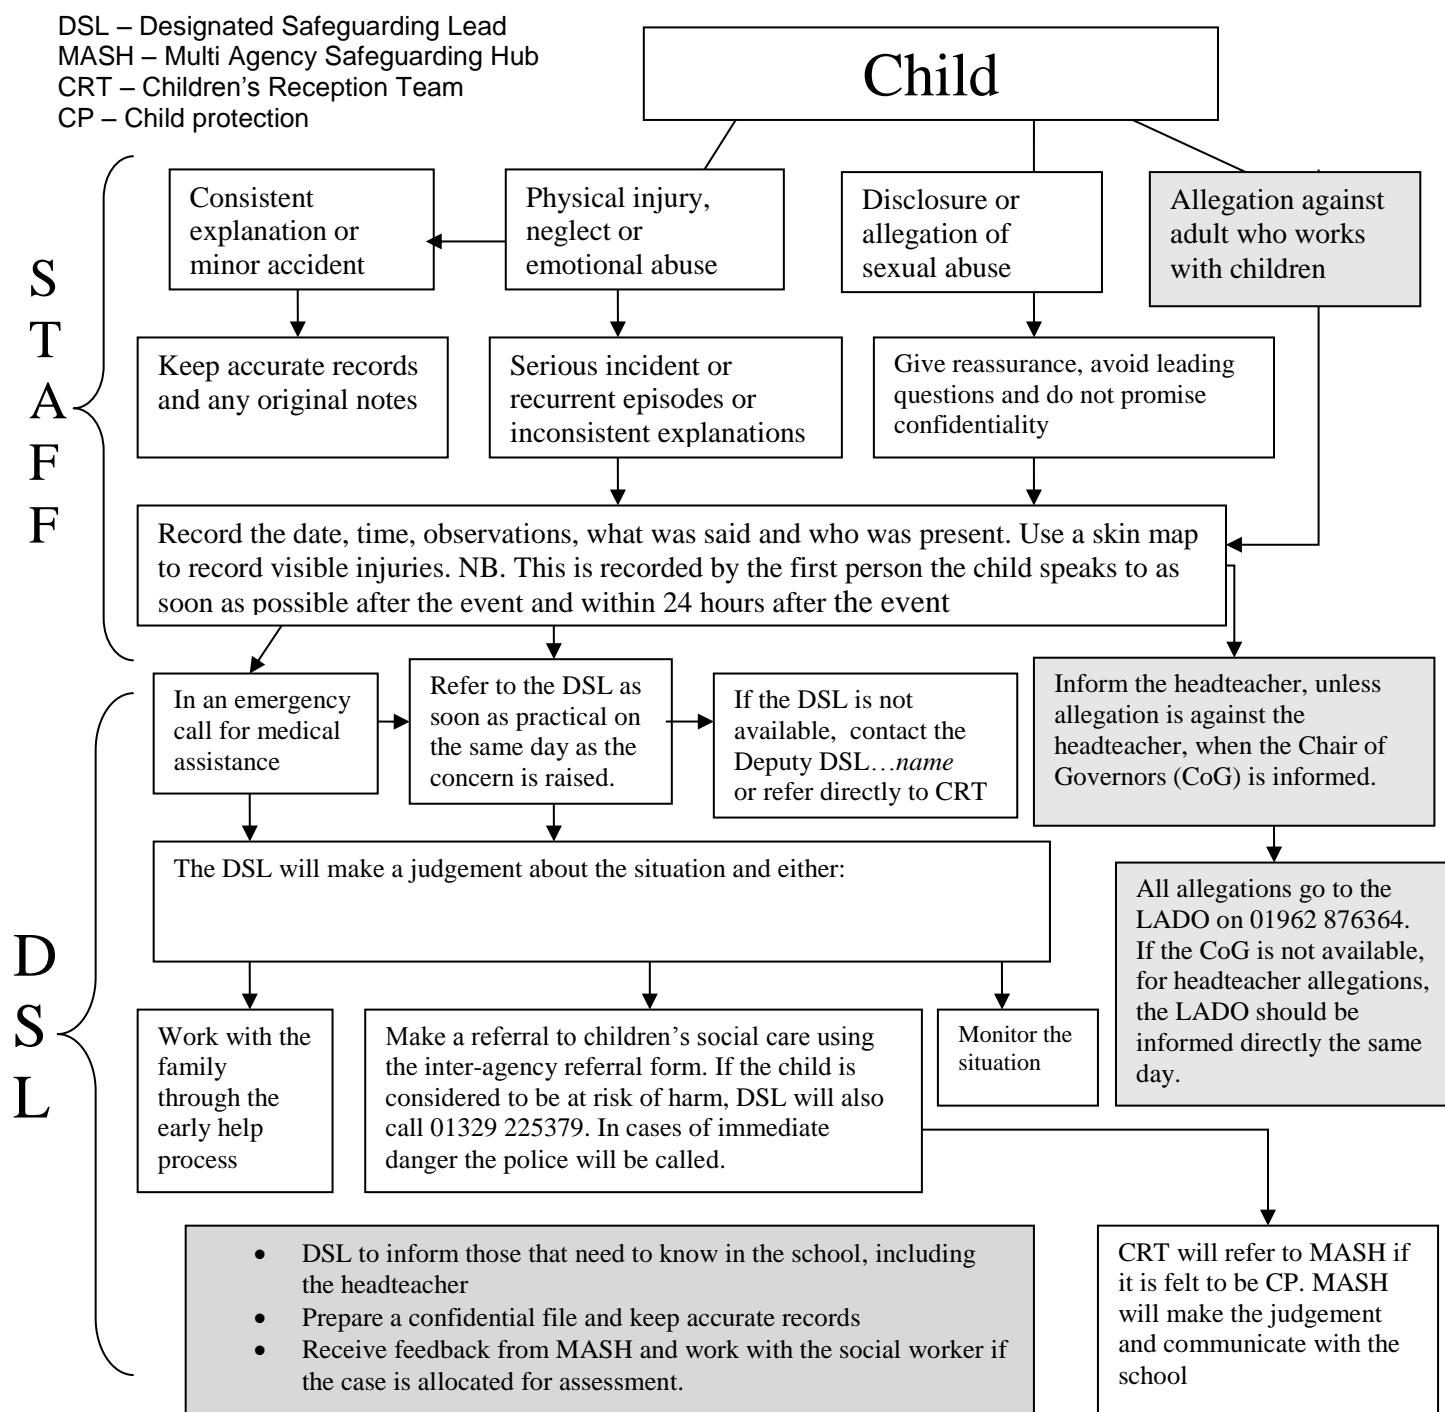 DSL – Designated Safeguarding Lead
MASH – Multi Agency Safeguarding Hub
CRT – Children's Reception Team
CP – Child protection
Child
STAFF
Consistent
explanation or
minor accident
Physical injury,
neglect or
emotional abuse
Disclosure or
allegation of
sexual abuse
Allegation against
adult who works
with children
Keep accurate records
and any original notes
Serious incident or
recurrent episodes or
inconsistent explanations
Give reassurance, avoid leading
questions and do not promise
confidentiality
Record the date, time, observations, what was said and who was present. Use a skin map
to record visible injuries. NB. This is recorded by the first person the child speaks to as
soon as possible after the event and within 24 hours after the event
DSL
In an emergency
call for medical
assistance
Refer to the DSL as
soon as practical on
the same day as the
concern is raised.
If the DSL is not
available, contact the
Deputy DSL…name
or refer directly to CRT
Inform the headteacher, unless
allegation is against the
headteacher, when the Chair of
Governors (CoG) is informed.
The DSL will make a judgement about the situation and either:
All allegations go to the
LADO on 01962 876364.
If the CoG is not available,
for headteacher allegations,
the LADO should be
informed directly the same
day.
Work with the
family
through the
early help
process
Make a referral to children's social care using
the inter-agency referral form. If the child is
considered to be at risk of harm, DSL will also
call 01329 225379. In cases of immediate
danger the police will be called.
Monitor the
situation
• DSL to inform those that need to know in the school, including
the headteacher
• Prepare a confidential file and keep accurate records
• Receive feedback from MASH and work with the social worker if
the case is allocated for assessment.
CRT will refer to MASH if
it is felt to be CP. MASH
will make the judgement
and communicate with the
school